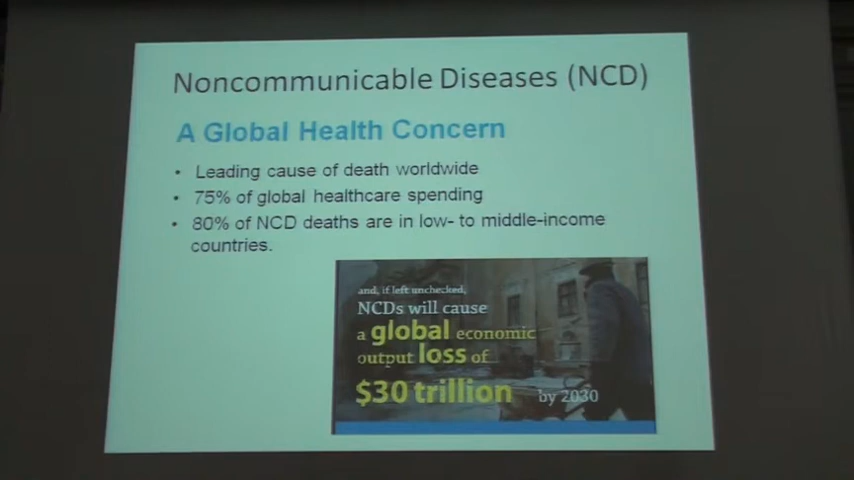 Noncommunicable Diseases (NCD)
A Global Health Concern
• Leading cause of death worldwide
• 75% of global healthcare spending
• 80% of NCD deaths are in low- to middle-income
countries.
and, if left unchecked,
NCDs will cause
a global economic
output loss of
$30 trillion by 2030